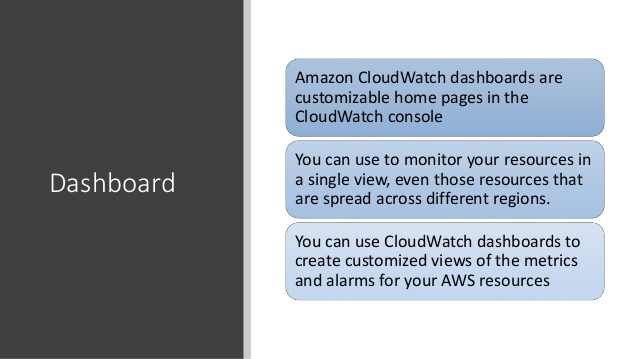 Dashboard
Amazon CloudWatch dashboards are
customizable home pages in the
CloudWatch console
You can use to monitor your resources in
a single view, even those resources that
are spread across different regions.
You can use CloudWatch dashboards to
create customized views of the metrics
and alarms for your AWS resources